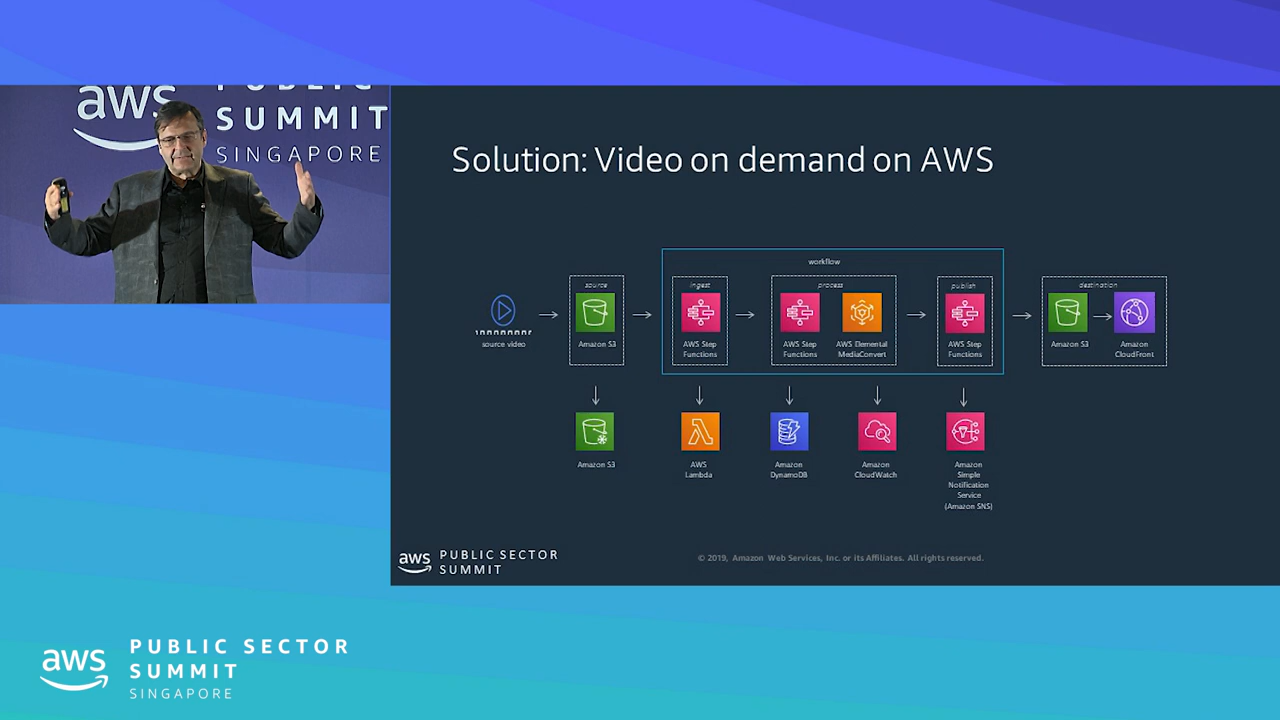 aws
PUBLIC
SUMMIT
SINGAPORE
Solution: Video on demand on AWS
workflow
source
ingest
process
publish
destination
source video
Amazon S3
AWS Step
Functions
AWS Step
Functions
AWS Elemental
MediaConvert
AWS Step
Functions
Amazon S3
Amazon
CloudFront
Amazon S3
AWS
Lambda
Amazon
DynamoDB
Amazon
CloudWatch
Amazon
Simple
Notification
Service
(Amazon SNS)
aws
PUBLIC SECTOR
SUMMIT
© 2019, Amazon Web Services, Inc. or its Affiliates. All rights reserved.
aws
PUBLIC SECTOR
SUMMIT
SINGAPORE